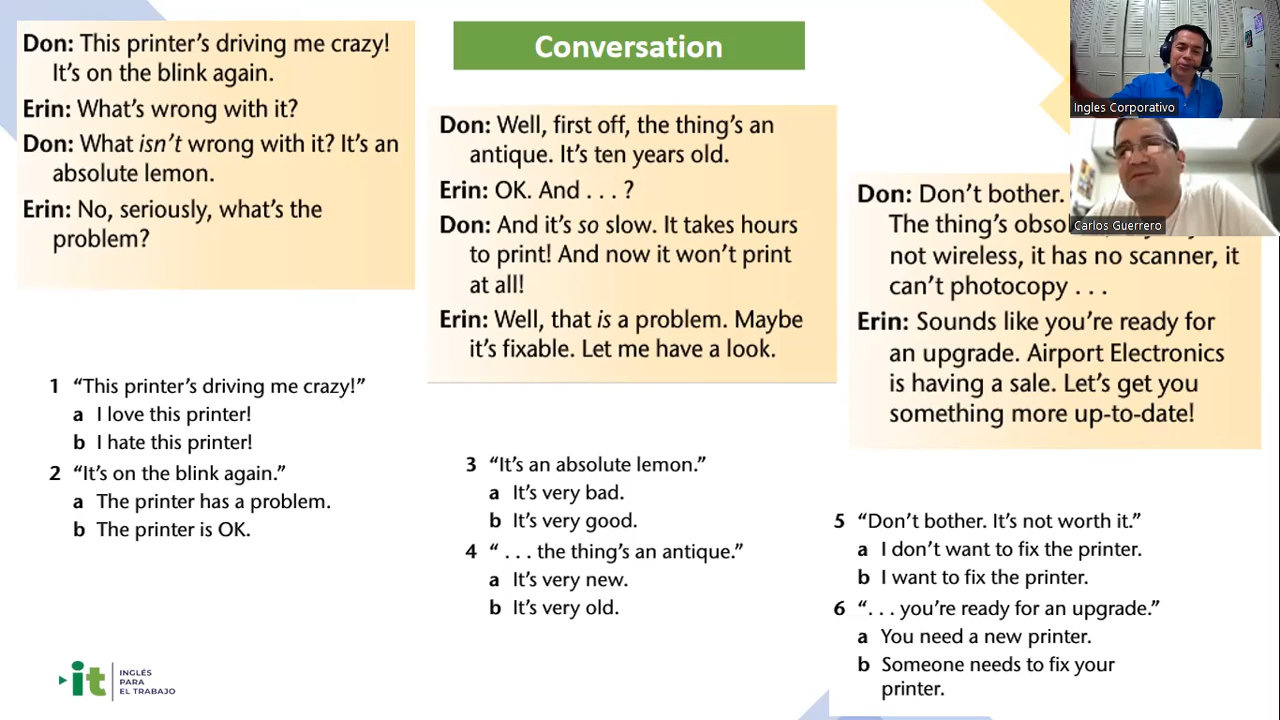 Conversation
Don: This printer's driving me crazy!
It's on the blink again.
Erin: What's wrong with it?
Don: What isn't wrong with it? It's an
absolute lemon.
Erin: No, seriously, what's the
problem?
Don: Well, first off, the thing's an
antique. It's ten years old.
Erin: OK. And . . . ?
Don: And it's so slow. It takes hours
to print! And now it won't print
at all!
Erin: Well, that is a problem. Maybe
it's fixable. Let me have a look.
Don: Don't bother.
The thing's
not wireless, it has no scanner, it
can't photocopy . . .
Erin: Sounds like you're ready for
an upgrade. Airport Electronics
is having a sale. Let's get you
something more up-to-date!
1 "This printer's driving me crazy!"
a I love this printer!
b I hate this printer!
2 "It's on the blink again."
a The printer has a problem.
b The printer is OK.
3 "It's an absolute lemon."
a It's very bad.
b It's very good.
4 " . . . the thing's an antique."
a It's very new.
b It's very old.
5 "Don't bother. It's not worth it."
a I don't want to fix the printer.
b I want to fix the printer.
6 ". . . you're ready for an upgrade."
a You need a new printer.
b Someone needs to fix your
printer.
Ingles Corporativo
Carlos Guerrero
it
INGLÉS
PARA
EL TRABAJO